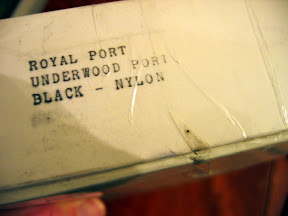 ROYAL PORT
UNDERWOOD PORT
BLACK - NYLON